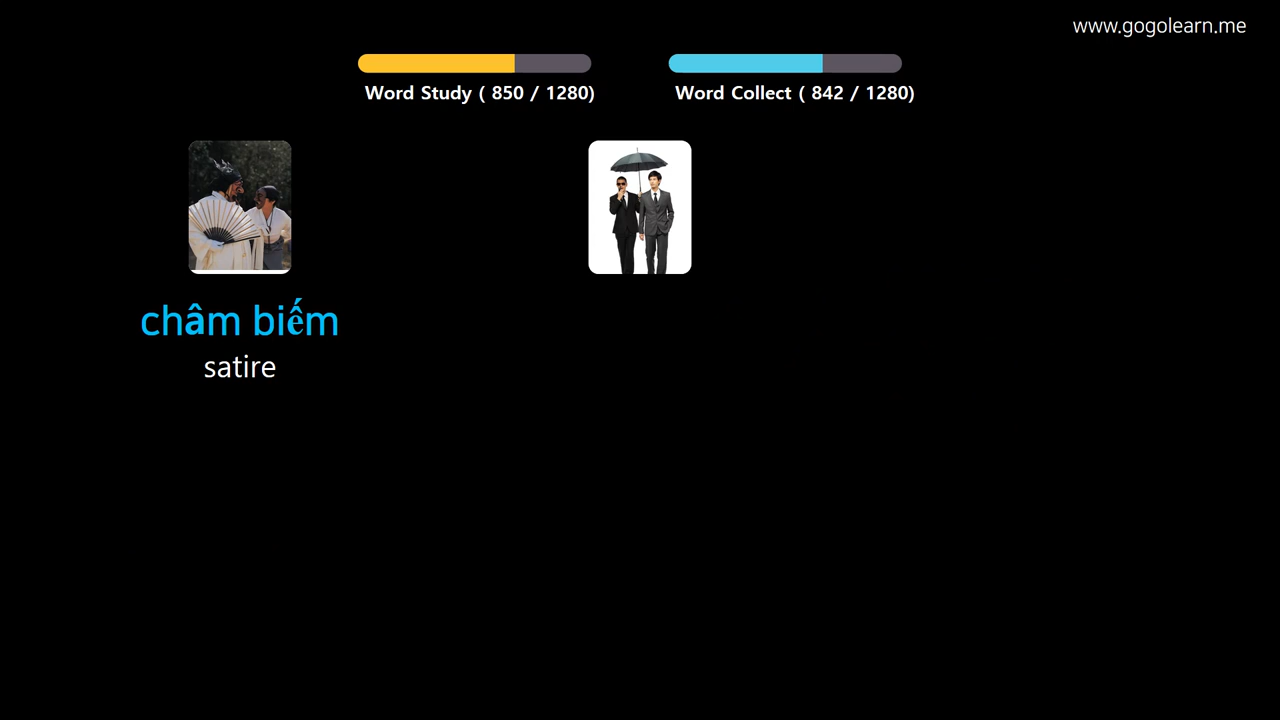 www.gogolearn.me
Word Study ( 850 / 1280)
Word Collect ( 842 / 1280)
châm biếm
satire